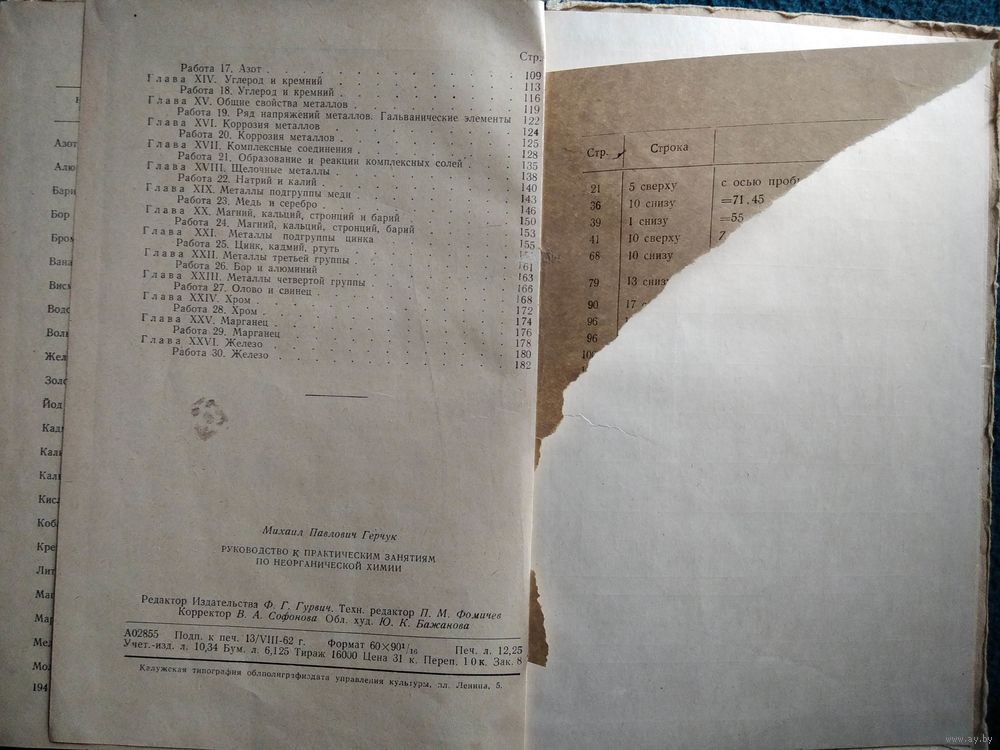 Стр.
Работа 17. Азот 109
Глава XIV. Углерод и кремний 113
Работа 18. Углерод и кремний 116
Глава XV. Общие свойства металлов 119
Работа 19. Ряд напряжений металлов. Гальванические элементы 122
Глава XVI. Коррозия металлов 124
Работа 20. Коррозия металлов 125
Глава XVII. Комплексные соединения 128
Работа 21. Образование и реакции комплексных солей 135
Глава XVIII. Щелочные металлы 138
Работа 22. Натрий и калий 140
Глава XIX. Металлы подгруппы меди 143
Работа 23. Медь и серебро 146
Глава XX. Магний, кальций, стронций и барий 150
Работа 24. Магний, кальций, стронций, барий 153
Глава XXI. Металлы подгруппы цинка 155
Работа 25. Цинк, кадмий, ртуть
Глава XXII. Металлы третьей группы 161
Работа 26. Бор и алюминий 163
Глава XXIII. Металлы четвертой группы 166
Работа 27. Олово и свинец 168
Глава XXIV. Хром 172
Работа 28. Хром 174
Глава XXV. Марганец 176
Работа 29. Марганец 178
Глава XXVI. Железо 180
Работа 30. Железо 182
Михаил Павлович Герчук
РУКОВОДСТВО К ПРАКТИЧЕСКИМ ЗАНЯТИЯМ
ПО НЕОРГАНИЧЕСКОЙ ХИМИИ
Редактор Издательства Ф. Г. Гурвич. Техн. редактор П. М. Фомичев
Корректор В. А. Софонова Обл. худ. Ю. К. Бажанова
А02855 Подп. к печ. 13/VIII-62 г. Формат 60×90 1/16 Печ. л. 12,25
Учет.-изд. л. 10,34 Бум. л. 6,125 Тираж 16000 Цена 31 к. Переп. 10 к. Зак. 8
Калужская типография облполиграфиздата управления культуры, пл. Ленина, 5.
Азот
Алю
Бари
Бор
Бром
Вана
Висм
Водо
Воль
Жел
Золо
Йод
Кад
Кал
Каль
Кис
Коб
Кре
Лит
Маг
Мар
Мед
Мол
194
Стр. Строка
21 5 сверху с осью проб
36 10 снизу =71.45
39 1 снизу =55
41 10 сверху Z
68 10 снизу
79 13 сниз
90 17
96
96
www.ay.by